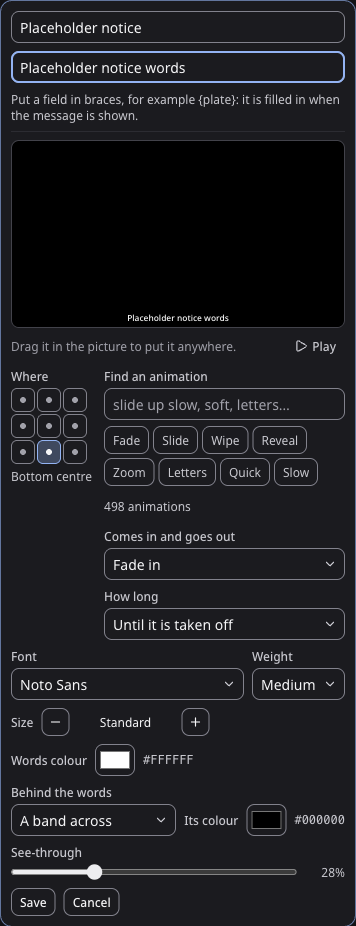 Placeholder notice
Placeholder notice words
Put a field in braces, for example {plate}: it is filled in when
the message is shown.
Placeholder notice words
Drag it in the picture to put it anywhere.
Play
Where
Bottom centre
Find an animation
slide up slow, soft, letters...
Fade Slide Wipe Reveal
Zoom Letters Quick Slow
498 animations
Comes in and goes out
Fade in
How long
Until it is taken off
Font Weight
Noto Sans Medium
Size − Standard +
Words colour #FFFFFF
Behind the words
A band across Its colour #000000
See-through
28%
Save Cancel